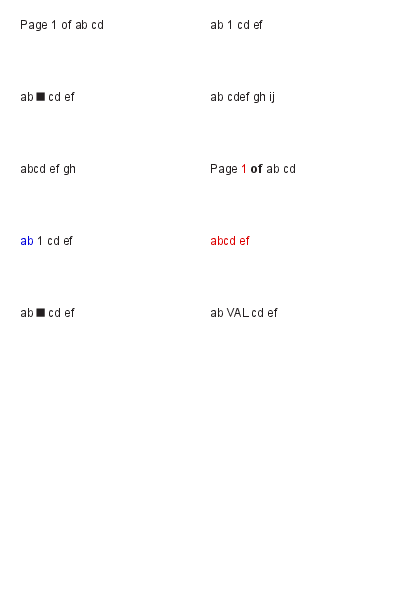 Page 1 of ab cd
ab 1 cd ef
ab ■ cd ef
ab cdef gh ij
abcd ef gh
Page 1 of ab cd
ab 1 cd ef
abcd ef
ab ■ cd ef
ab VAL cd ef